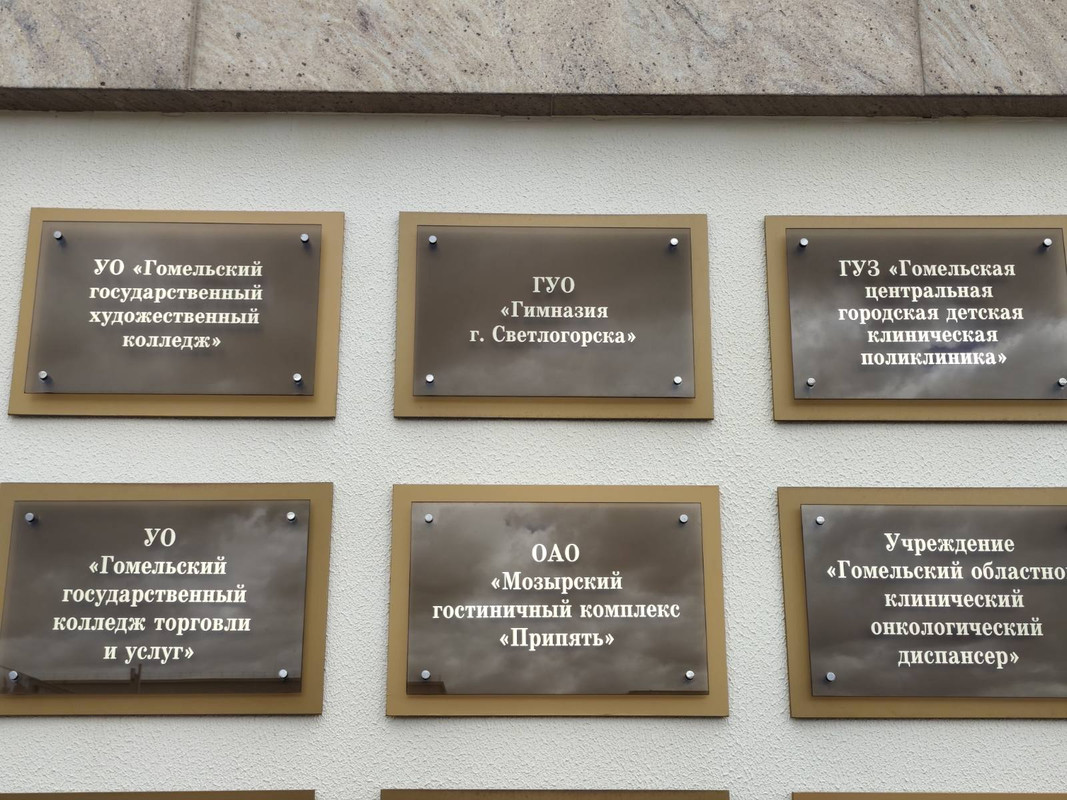 УО «Гомельский
государственный
художественный
колледж»
ГУО
«Гимназия
г. Светлогорска»
ГУЗ «Гомельская
центральная
городская детская
клиническая
поликлиника»
УО
«Гомельский
государственный
колледж торговли
и услуг»
ОАО
«Мозырский
гостиничный комплекс
«Припять»
Учреждение
«Гомельский
клинический
онкологический
диспансер»